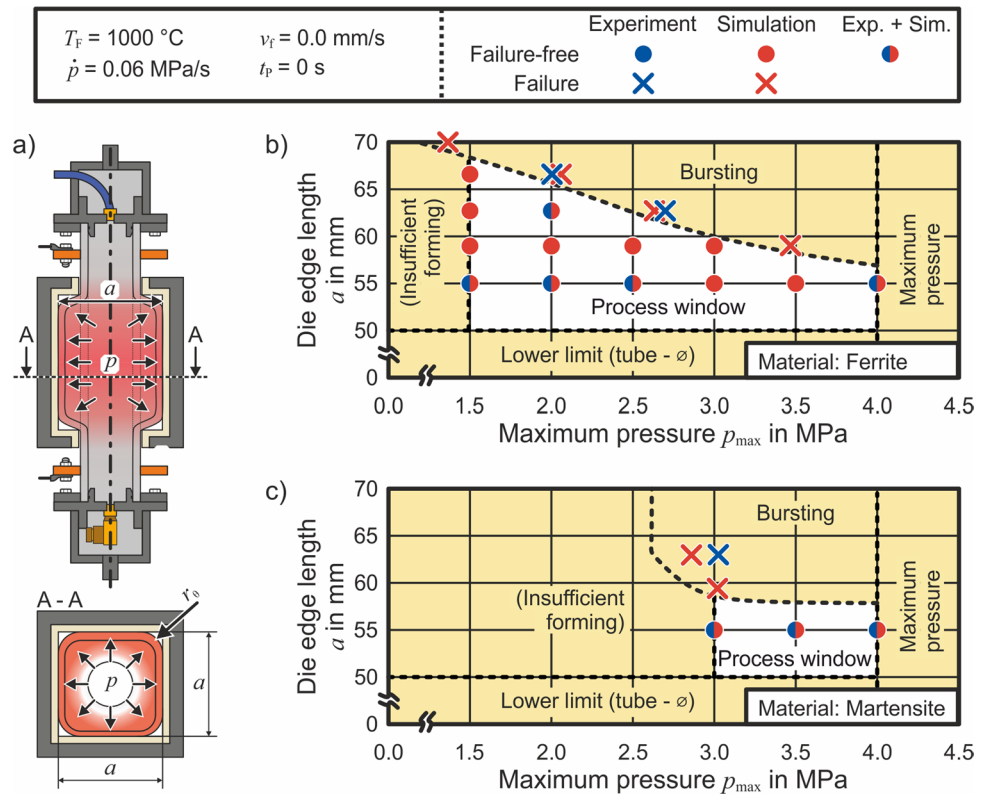 T_F = 1000 °C
v_f = 0.0 mm/s
ṗ = 0.06 MPa/s
t_P = 0 s
Experiment Simulation Exp. + Sim.
Failure-free
Failure
a)
a
A A
p
A - A
r_θ
p
a
a
b)
Die edge length
a in mm
70
65
60
55
50
0
(Insufficient
forming)
Bursting
Maximum
pressure
Process window
Lower limit (tube - ⌀)
Material: Ferrite
0.0 1.5 2.0 2.5 3.0 3.5 4.0 4.5
Maximum pressure p_max in MPa
c)
Die edge length
a in mm
70
65
60
55
50
0
Bursting
(Insufficient
forming)
Maximum
pressure
Process window
Lower limit (tube - ⌀)
Material: Martensite
0.0 1.5 2.0 2.5 3.0 3.5 4.0 4.5
Maximum pressure p_max in MPa